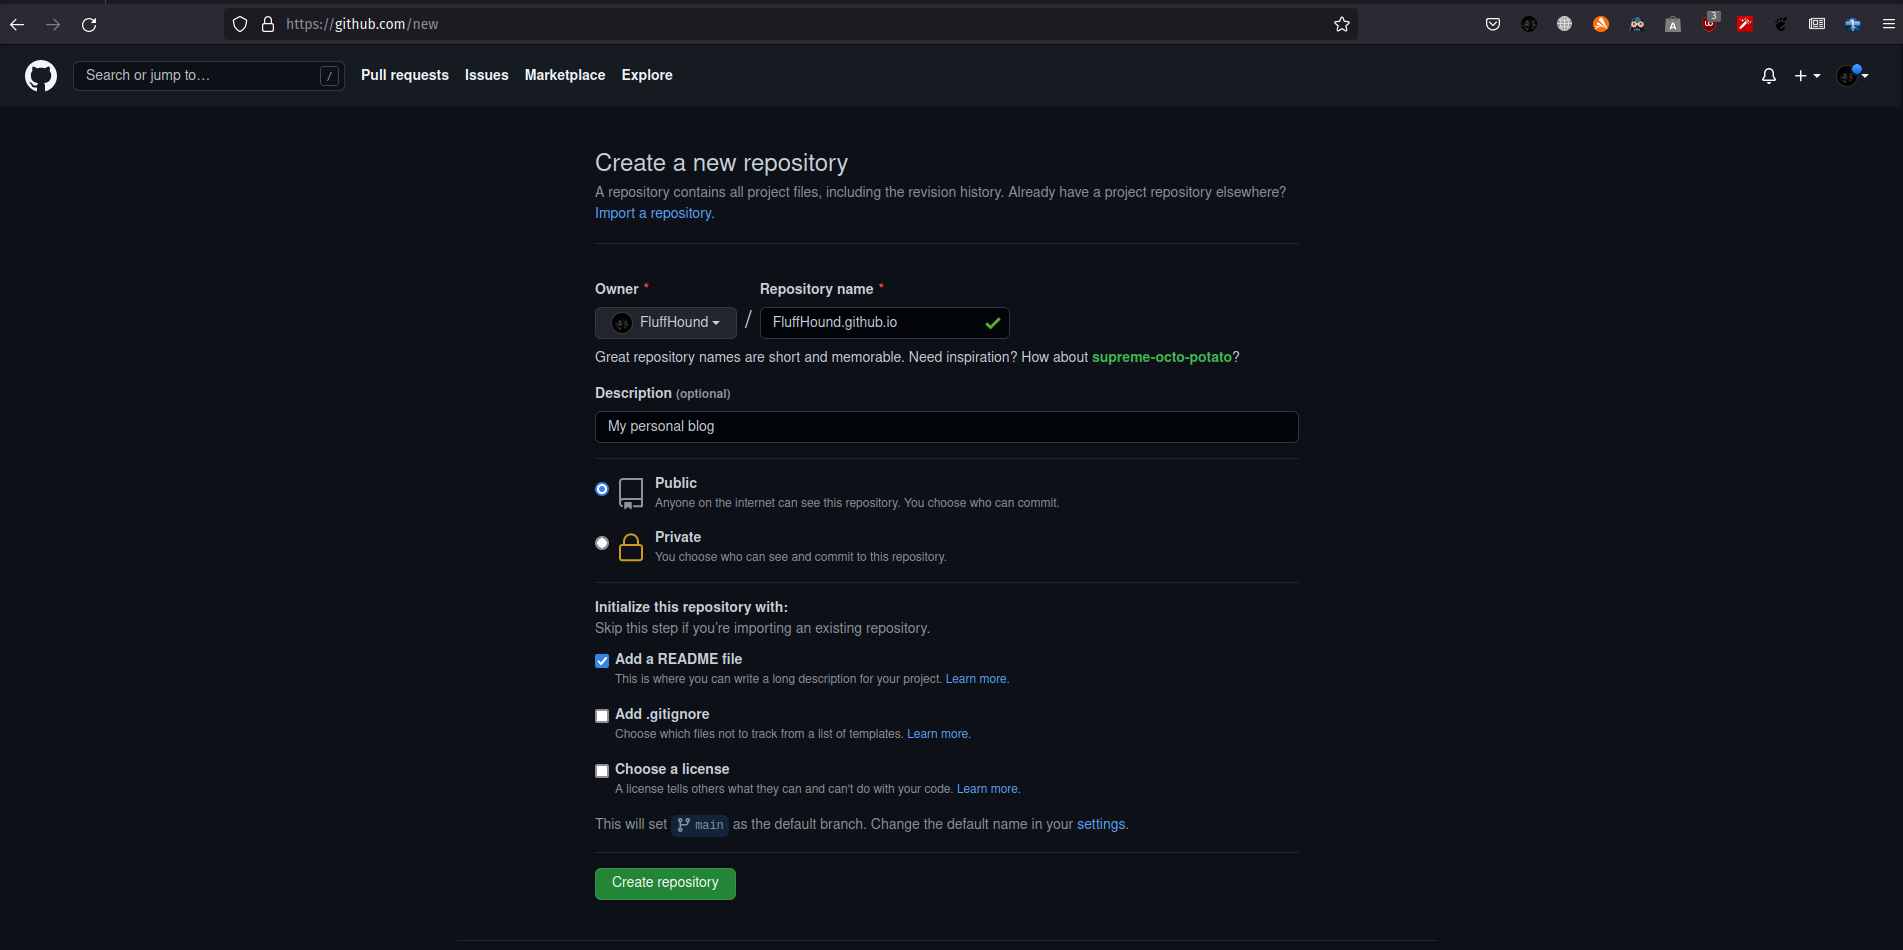 https://github.com/new
3
A
Search or jump to… /
Pull requests Issues Marketplace Explore
Create a new repository
A repository contains all project files, including the revision history. Already have a project repository elsewhere?
Import a repository.
Owner * Repository name *
FluffHound / FluffHound.github.io
Great repository names are short and memorable. Need inspiration? How about supreme-octo-potato?
Description (optional)
My personal blog
Public
Anyone on the internet can see this repository. You choose who can commit.
Private
You choose who can see and commit to this repository.
Initialize this repository with:
Skip this step if you’re importing an existing repository.
Add a README file
This is where you can write a long description for your project. Learn more.
Add .gitignore
Choose which files not to track from a list of templates. Learn more.
Choose a license
A license tells others what they can and can't do with your code. Learn more.
This will set main as the default branch. Change the default name in your settings.
Create repository